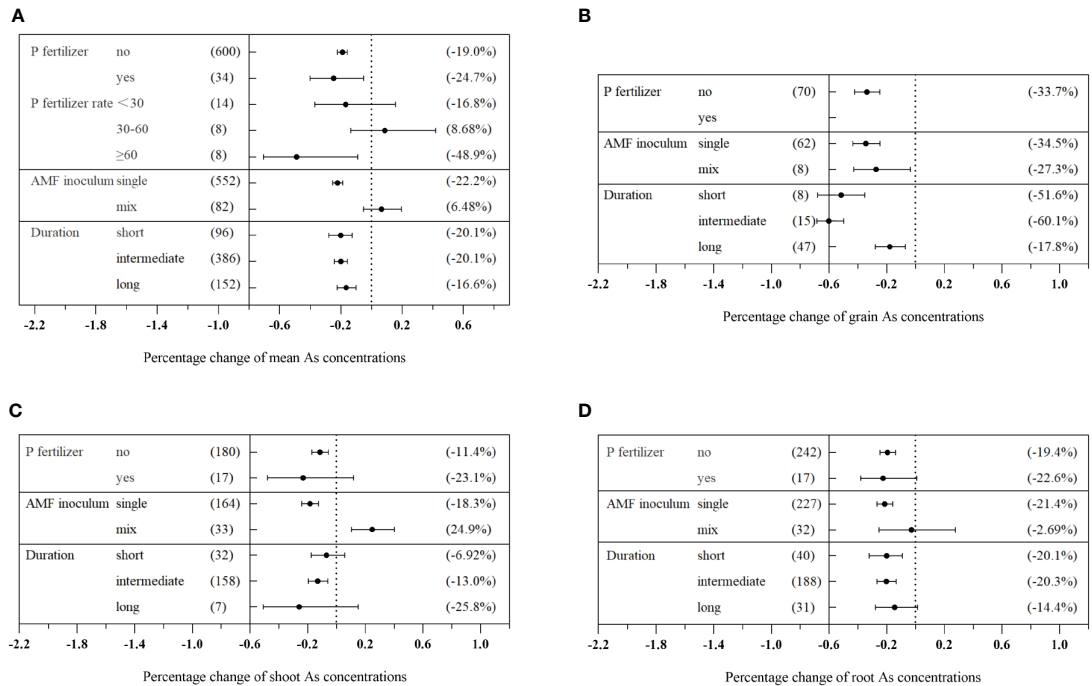 A
P fertilizer no (600) (-19.0%)
yes (34) (-24.7%)
P fertilizer rate <30 (14) (-16.8%)
30-60 (8) (8.68%)
≥60 (8) (-48.9%)
AMF inoculum single (552) (-22.2%)
mix (82) (6.48%)
Duration short (96) (-20.1%)
intermediate (386) (-20.1%)
long (152) (-16.6%)
-2.2 -1.8 -1.4 -1.0 -0.6 -0.2 0.2 0.6
Percentage change of mean As concentrations
B
P fertilizer no (70) (-33.7%)
yes
AMF inoculum single (62) (-34.5%)
mix (8) (-27.3%)
Duration short (8) (-51.6%)
intermediate (15) (-60.1%)
long (47) (-17.8%)
-2.2 -1.8 -1.4 -1.0 -0.6 -0.2 0.2 0.6 1.0
Percentage change of grain As concentrations
C
P fertilizer no (180) (-11.4%)
yes (17) (-23.1%)
AMF inoculum single (164) (-18.3%)
mix (33) (24.9%)
Duration short (32) (-6.92%)
intermediate (158) (-13.0%)
long (7) (-25.8%)
-2.2 -1.8 -1.4 -1.0 -0.6 -0.2 0.2 0.6 1.0
Percentage change of shoot As concentrations
D
P fertilizer no (242) (-19.4%)
yes (17) (-22.6%)
AMF inoculum single (227) (-21.4%)
mix (32) (-2.69%)
Duration short (40) (-20.1%)
intermediate (188) (-20.3%)
long (31) (-14.4%)
-2.2 -1.8 -1.4 -1.0 -0.6 -0.2 0.2 0.6 1.0
Percentage change of root As concentrations